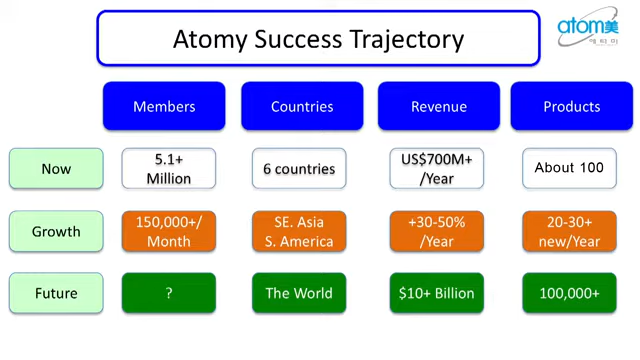 Atomy Success Trajectory
atom美
Members
Countries
Revenue
Products
Now
5.1+
Million
6 countries
US$700M+
/Year
About 100
Growth
150,000+/
Month
SE. Asia
S. America
+30-50%
/Year
20-30+
new/Year
Future
?
The World
$10+ Billion
100,000+